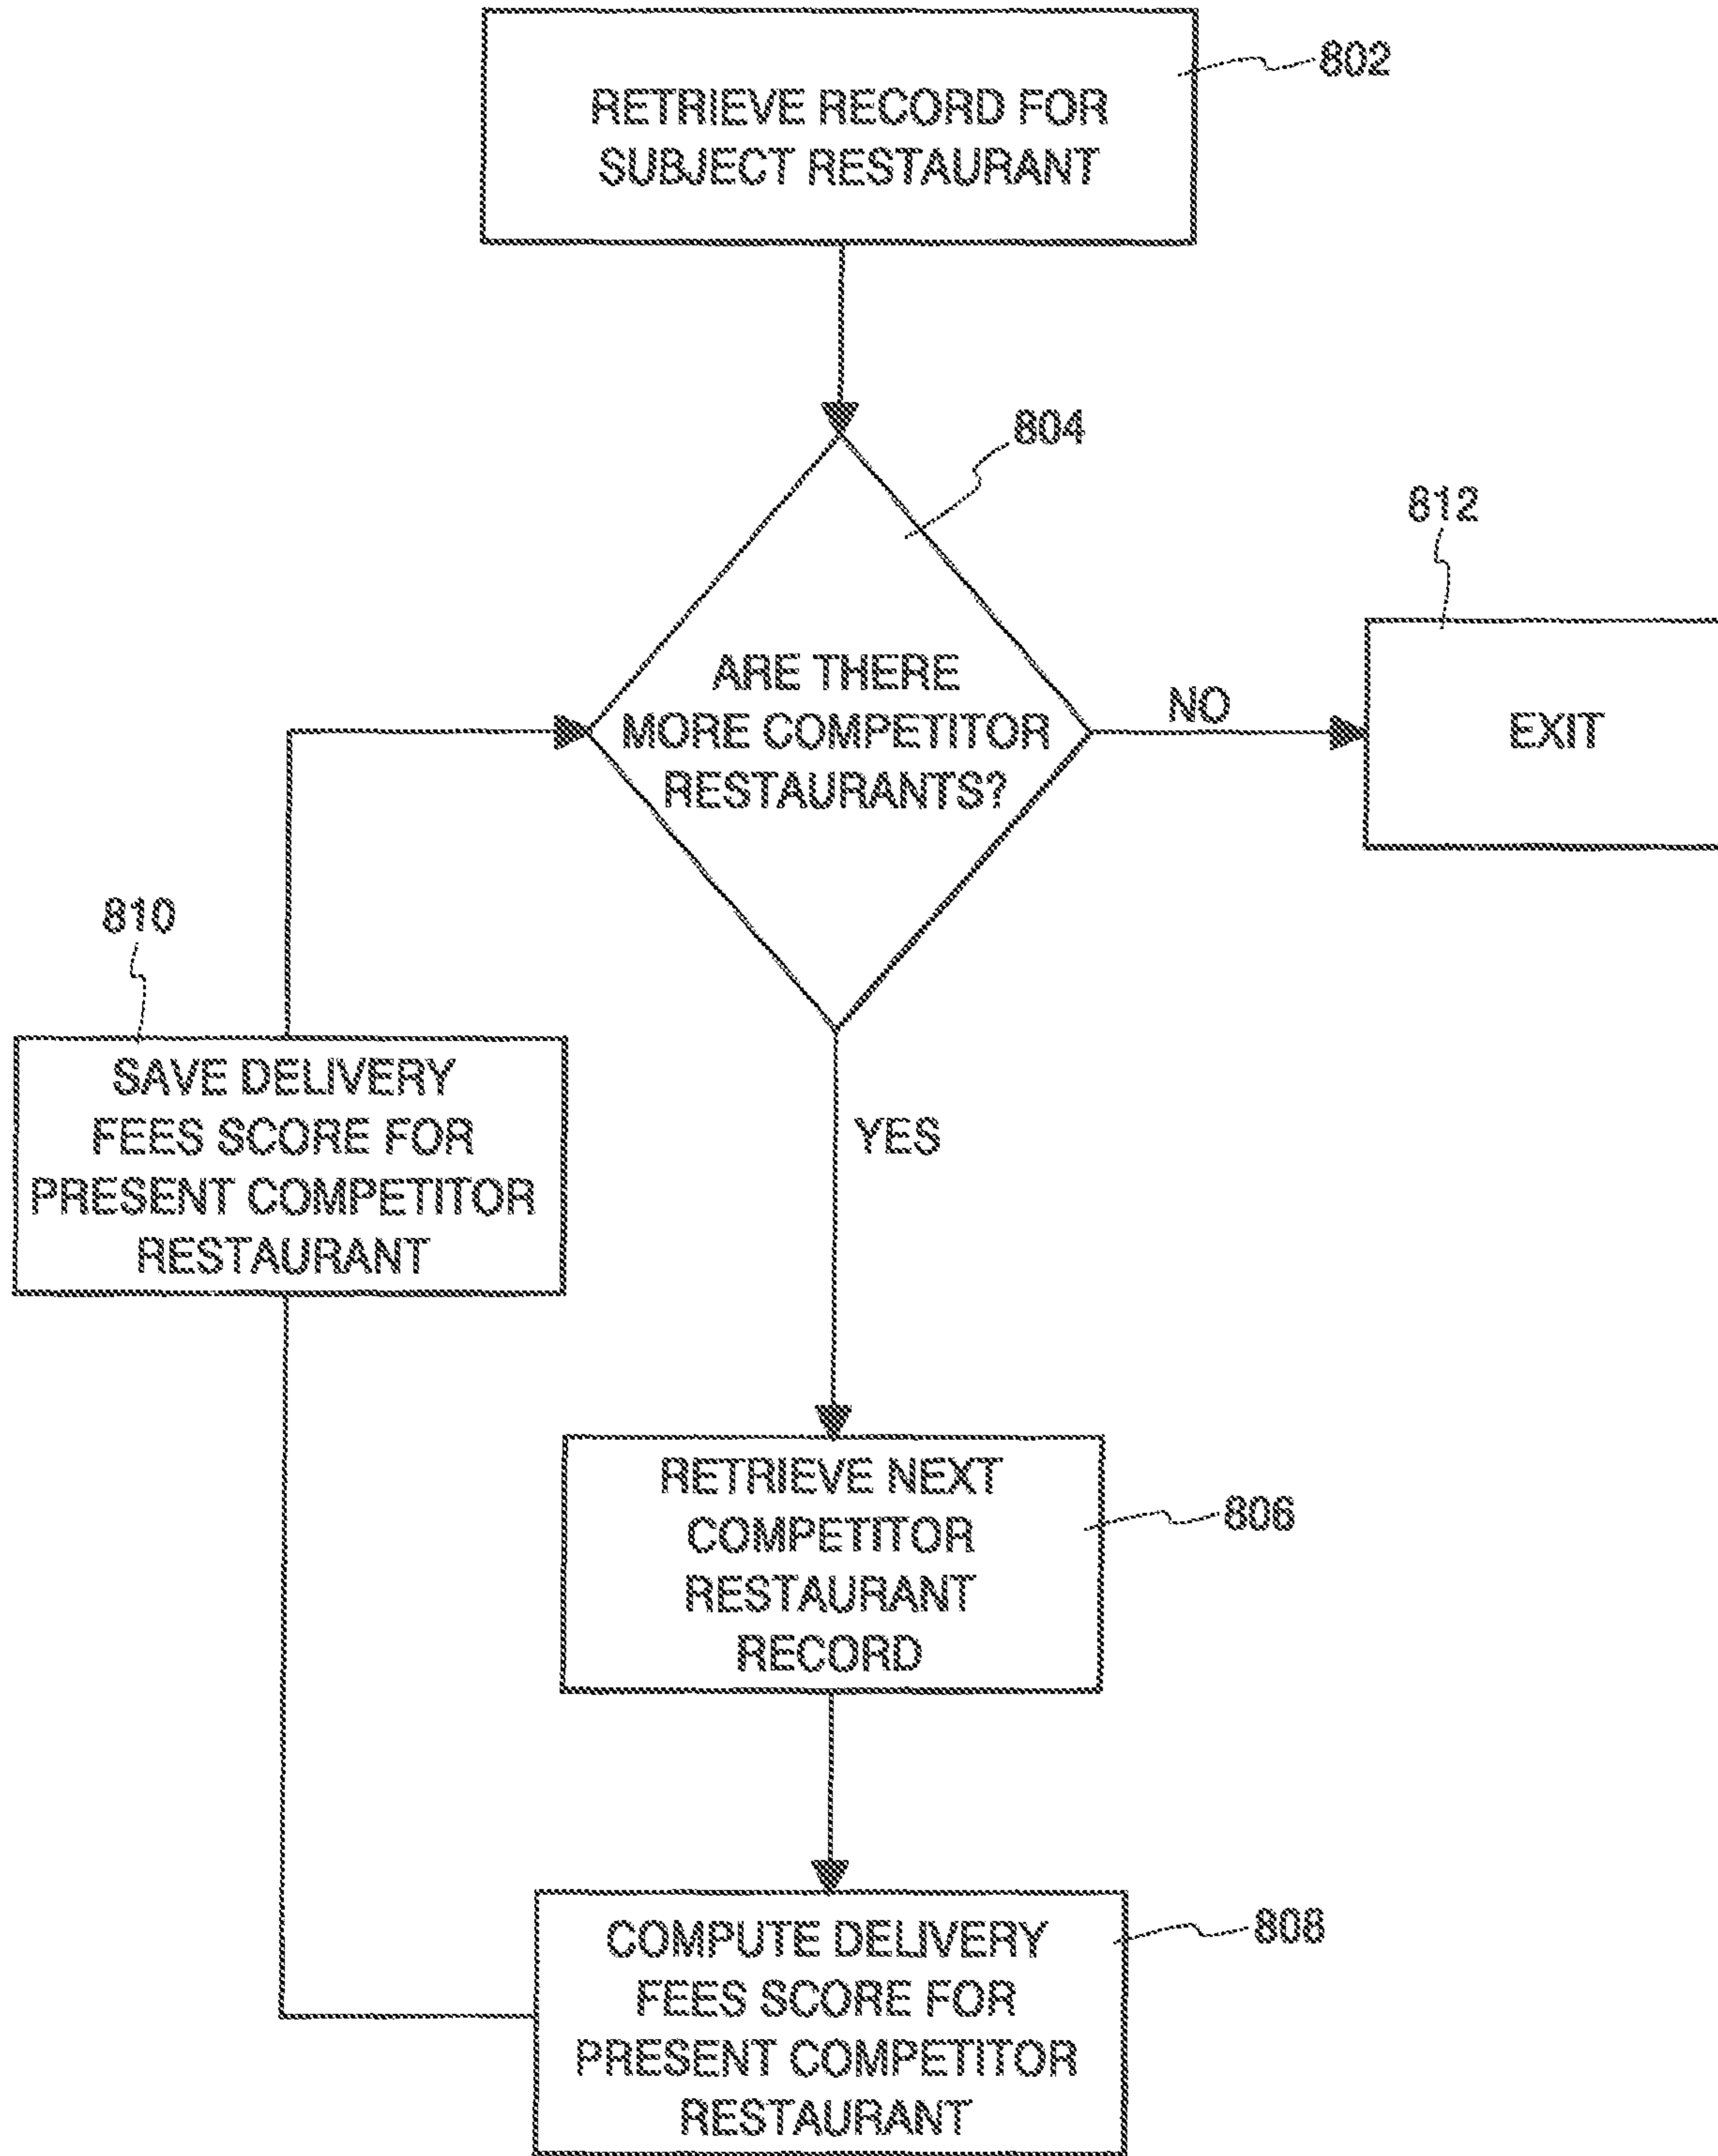 RETRIEVE RECORD FOR
SUBJECT RESTAURANT
802
804
ARE THERE
MORE COMPETITOR
RESTAURANTS?
NO
812
EXIT
810
SAVE DELIVERY
FEES SCORE FOR
PRESENT COMPETITOR
RESTAURANT
YES
RETRIEVE NEXT
COMPETITOR
RESTAURANT
RECORD
806
COMPUTE DELIVERY
FEES SCORE FOR
PRESENT COMPETITOR
RESTAURANT
808